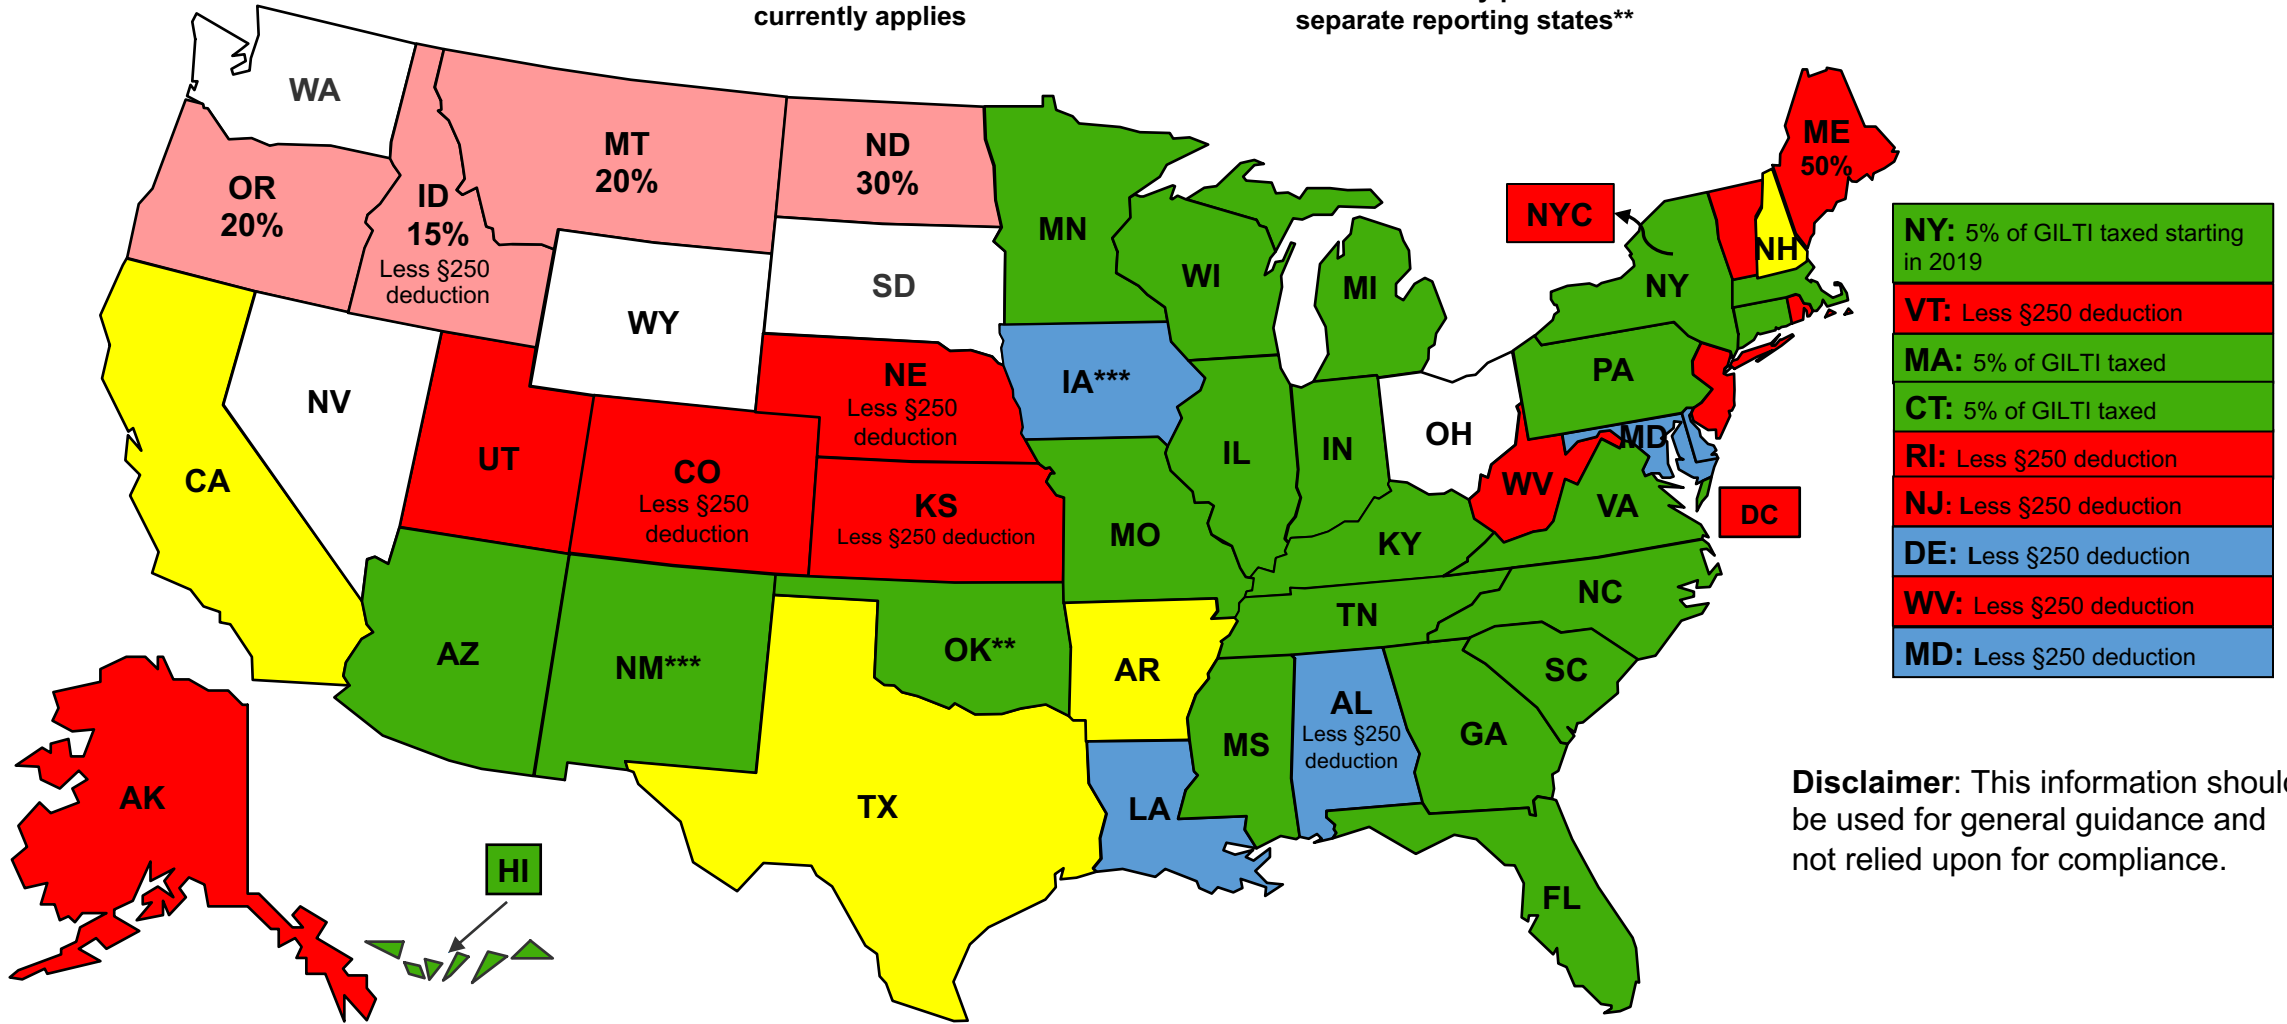 currently applies
separate reporting states**
WA
OR
20%
ID
15%
Less §250
deduction
MT
20%
ND
30%
SD
WY
NV
CA
UT
CO
Less §250
deduction
NE
Less §250
deduction
KS
Less §250 deduction
AZ
NM***
OK**
TX
AK
HI
MN
WI
MI
IA***
IL
IN
OH
MO
KY
TN
AR
LA
MS
AL
Less §250
deduction
GA
FL
SC
NC
VA
WV
MD
DC
PA
NY
NYC
NH
ME
50%
NY: 5% of GILTI taxed starting
in 2019
VT: Less §250 deduction
MA: 5% of GILTI taxed
CT: 5% of GILTI taxed
RI: Less §250 deduction
NJ: Less §250 deduction
DE: Less §250 deduction
WV: Less §250 deduction
MD: Less §250 deduction
Disclaimer: This information
be used for general guidance and
not relied upon for compliance.